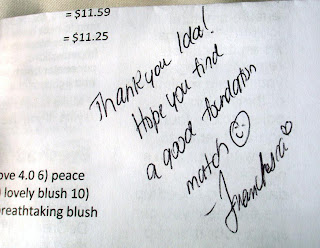 = $11.59
= $11.25
Thank you Ida!
Hope you find
a good foundation
match
ove 4.0 6) peace
lovely blush 10)
reathtaking blush